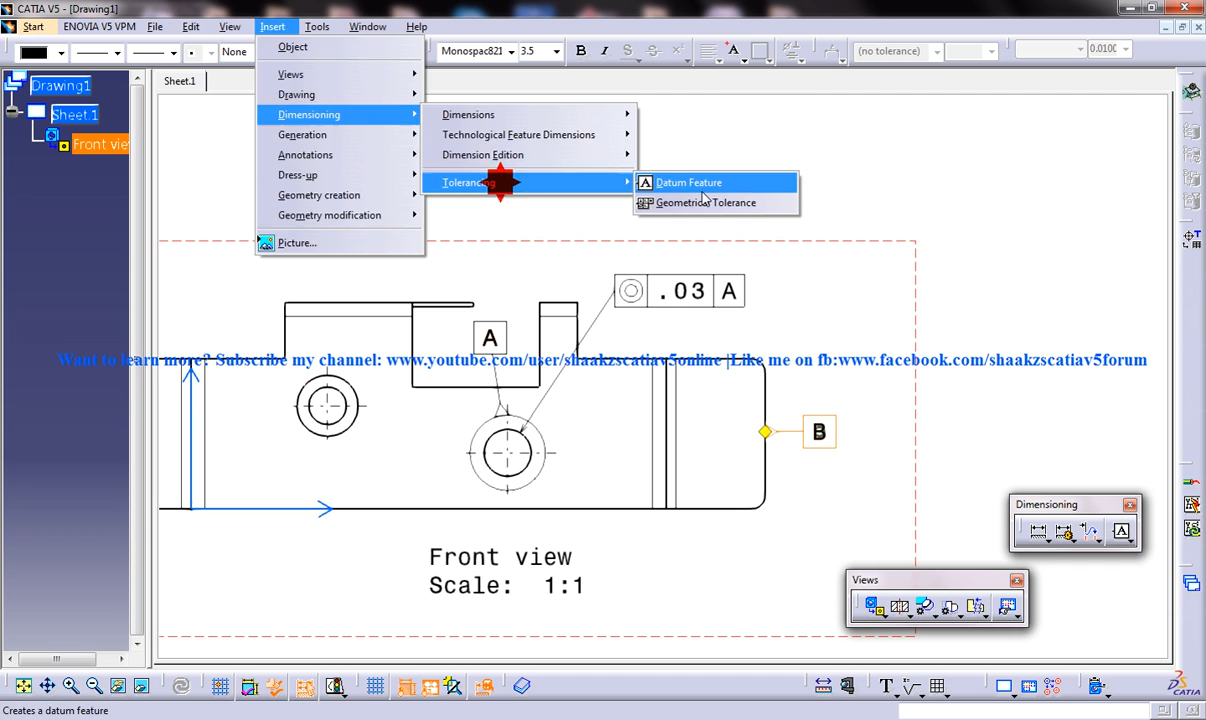 CATIA V5 - [Drawing1]
Start ENOVIA V5 VPM File Edit View Insert Tools Window Help
None Monospac821 3.5 B I S (no tolerance) 0.0100
Object
Views
Drawing
Dimensioning
Generation
Annotations
Dress-up
Geometry creation
Geometry modification
Picture...
Dimensions
Technological Feature Dimensions
Dimension Edition
Tolerancing
Datum Feature
Geometrical Tolerance
Drawing1
Sheet.1
Front vie
Sheet.1
.03 A
A
Want to learn more? Subscribe my channel: www.youtube.com/user/shaakzscatiav5online |Like me on fb:www.facebook.com/shaakzscatiav5forum
B
Front view
Scale: 1:1
Dimensioning
Views
CATIA
Creates a datum feature